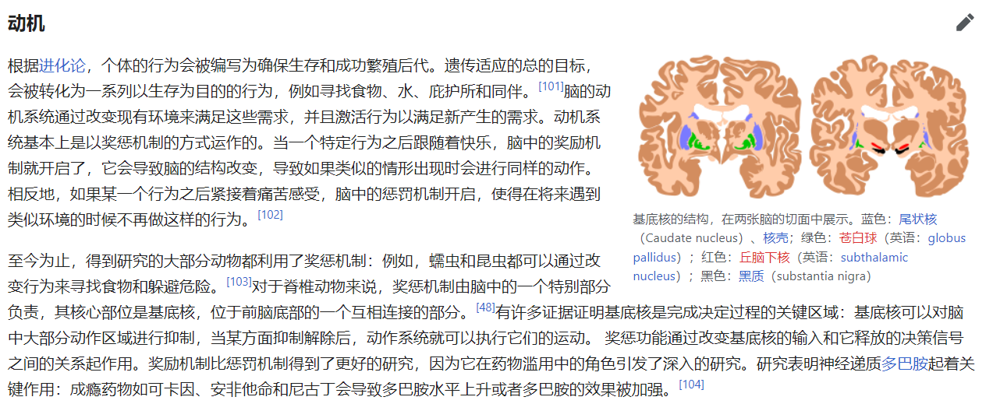 动机
根据进化论，个体的行为会被编写为确保生存和成功繁殖后代。遗传适应的总的目标，
会被转化为一系列以生存为目的的行为，例如寻找食物、水、庇护所和同伴。[101]脑的动
机系统通过改变现有环境来满足这些需求，并且激活行为以满足新产生的需求。动机系
统基本上是以奖惩机制的方式运作的。当一个特定行为之后跟随着快乐，脑中的奖励机
制就开启了，它会导致脑的结构改变，导致如果类似的情形出现时会进行同样的动作。
相反地，如果某一个行为之后紧接着痛苦感受，脑中的惩罚机制开启，使得在将来遇到
类似环境的时候不再做这样的行为。[102]
基底核的结构，在两张脑的切面中展示。蓝色：尾状核
（Caudate nucleus）、核壳；绿色：苍白球（英语：globus
pallidus）；红色：丘脑下核（英语：subthalamic
nucleus）；黑色：黑质（substantia nigra）
至今为止，得到研究的大部分动物都利用了奖惩机制：例如，蠕虫和昆虫都可以通过改
变行为来寻找食物和躲避危险。[103]对于脊椎动物来说，奖惩机制由脑中的一个特别部分
负责，其核心部位是基底核，位于前脑底部的一个互相连接的部分。[48]有许多证据证明基底核是完成决定过程的关键区域：基底核可以对脑
中大部分动作区域进行抑制，当某方面抑制解除后，动作系统就可以执行它们的运动。 奖惩功能通过改变基底核的输入和它释放的决策信号
之间的关系起作用。奖励机制比惩罚机制得到了更好的研究，因为它在药物滥用中的角色引发了深入的研究。研究表明神经递质多巴胺起着关
键作用：成瘾药物如可卡因、安非他命和尼古丁会导致多巴胺水平上升或者多巴胺的效果被加强。[104]